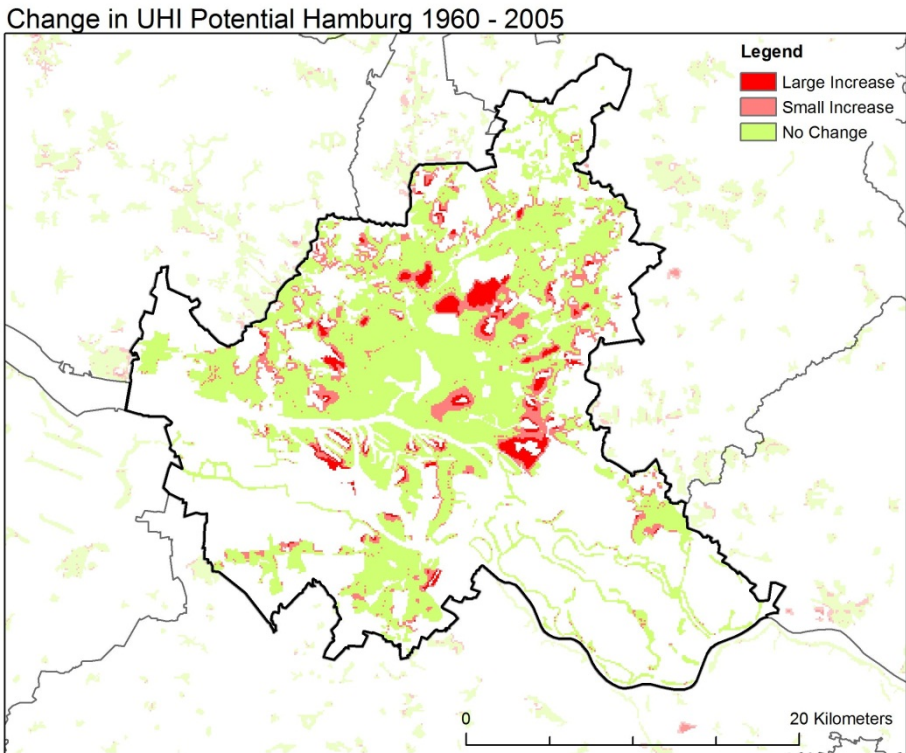 Change in UHI Potential Hamburg 1960 - 2005
Legend
Large Increase
Small Increase
No Change
0
20 Kilometers